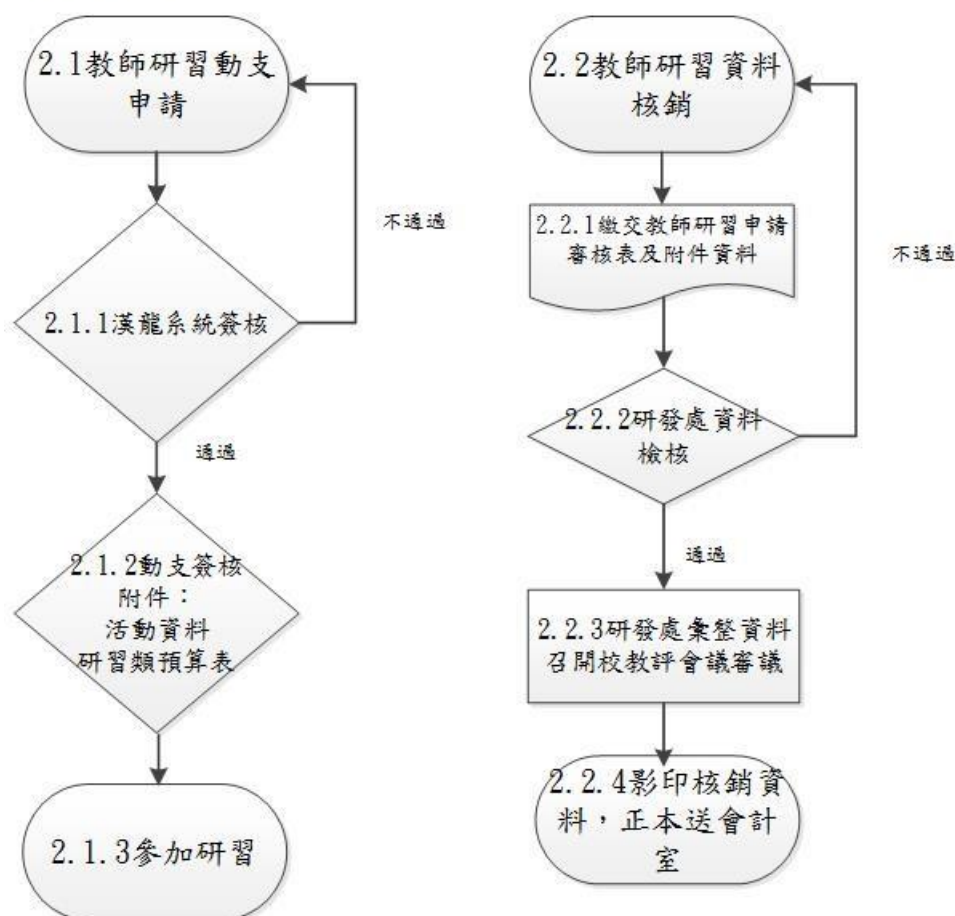 2.1教師研習動支
申請
不通過
2.1.1漢龍系統簽核
通過
2.1.2動支簽核
附件：
活動資料
研習類預算表
2.1.3參加研習
2.2教師研習資料
核銷
2.2.1繳交教師研習申請
審核表及附件資料
不通過
2.2.2研發處資料
檢核
通過
2.2.3研發處彙整資料
召開校教評會議審議
2.2.4影印核銷資
料，正本送會計
室